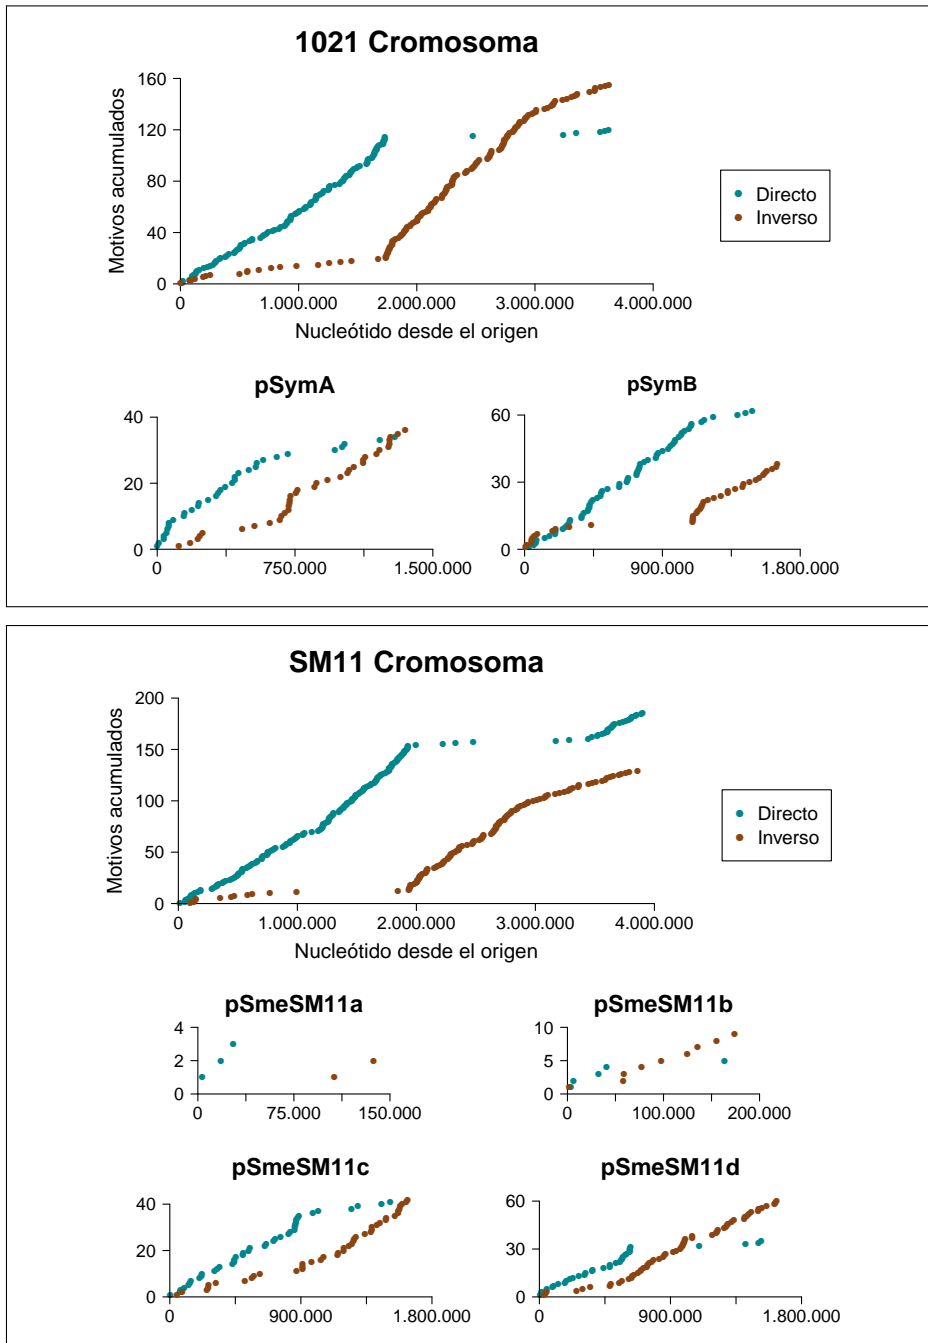 1021 Cromosoma
Motivos acumulados
160
120
80
40
0
0 1.000.000 2.000.000 3.000.000 4.000.000
Nucleótido desde el origen
Directo
Inverso
pSymA
40
20
0
0 750.000 1.500.000
pSymB
60
30
0
0 900.000 1.800.000
SM11 Cromosoma
Motivos acumulados
200
150
100
50
0
0 1.000.000 2.000.000 3.000.000 4.000.000
Nucleótido desde el origen
Directo
Inverso
pSmeSM11a
4
2
0
0 75.000 150.000
pSmeSM11b
10
5
0
0 100.000 200.000
pSmeSM11c
40
20
0
0 900.000 1.800.000
pSmeSM11d
60
30
0
0 900.000 1.800.000